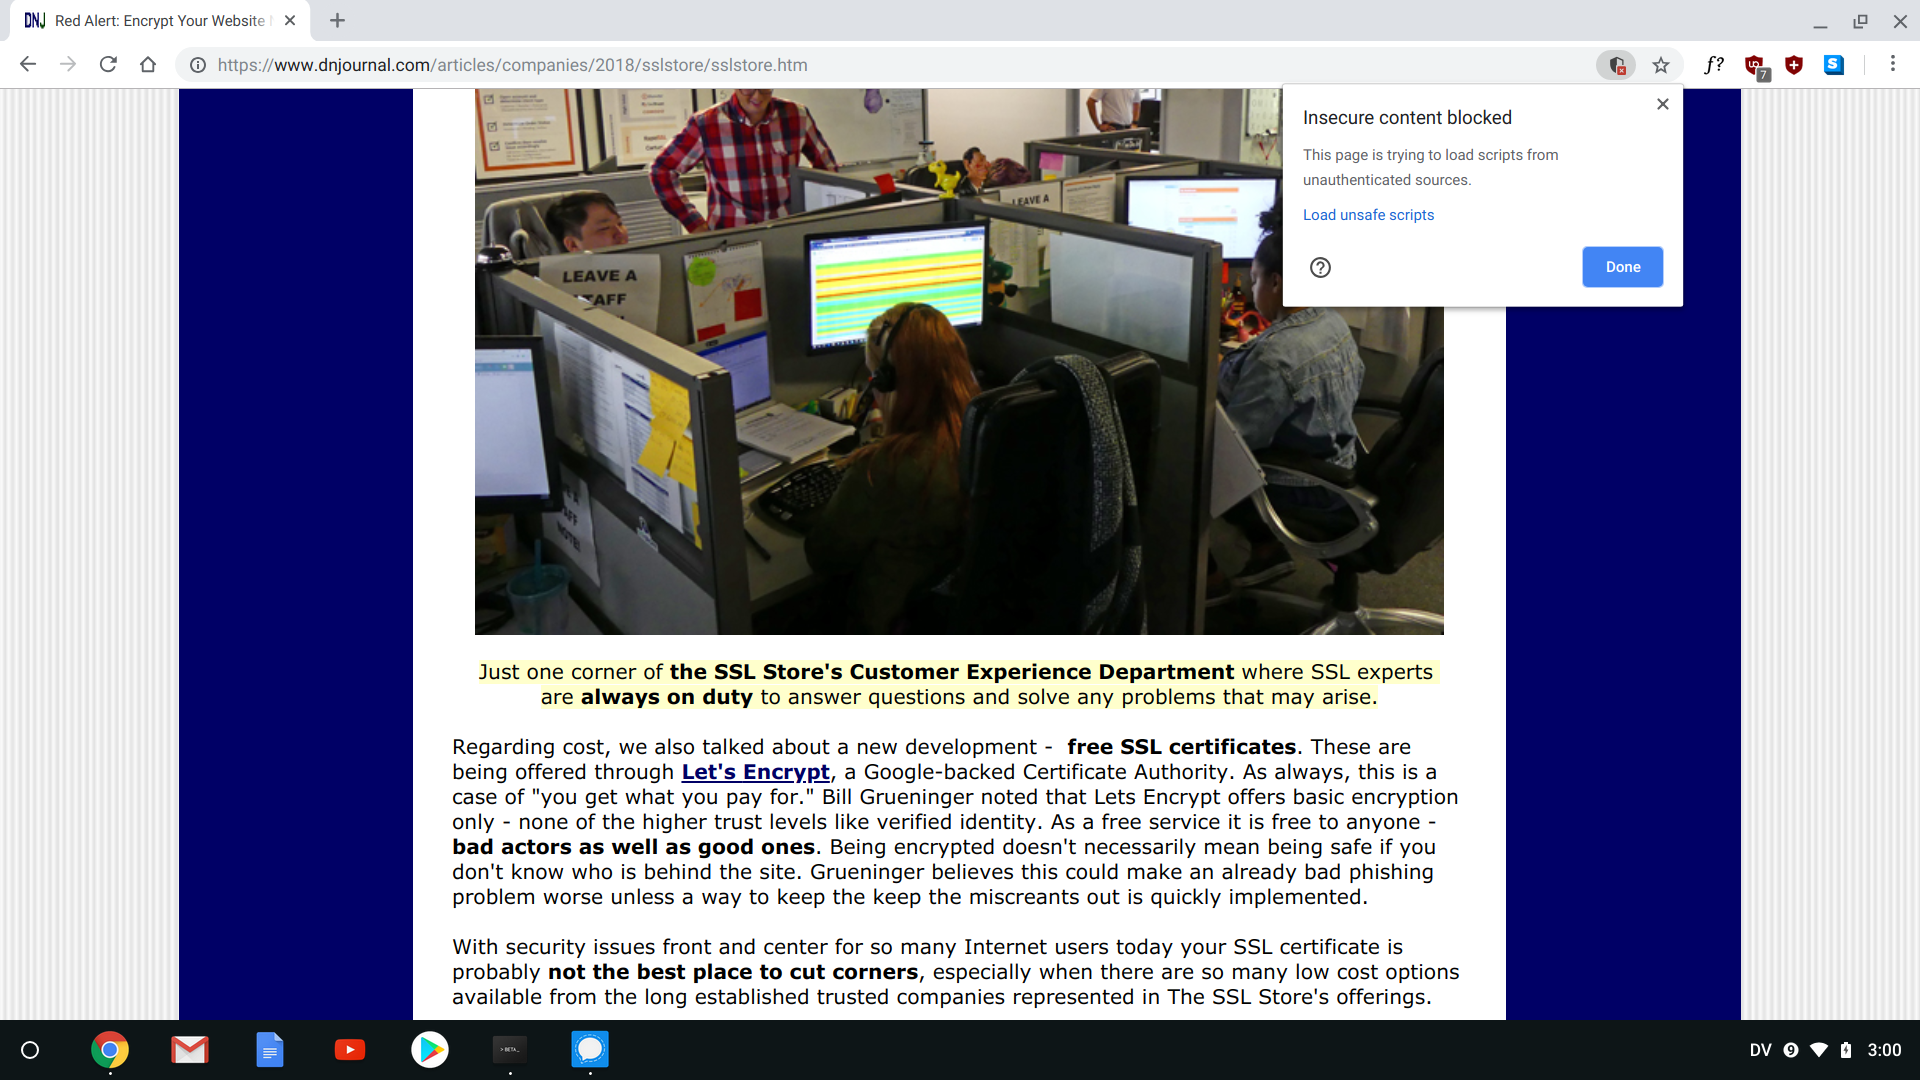 DNJ Red Alert: Encrypt Your Website
https://www.dnjournal.com/articles/companies/2018/sslstore/sslstore.htm
f?
7
S
Insecure content blocked
This page is trying to load scripts from
unauthenticated sources.
Load unsafe scripts
Done
LEAVE A
LEAVE A
STAFF
Just one corner of the SSL Store's Customer Experience Department where SSL experts
are always on duty to answer questions and solve any problems that may arise.
Regarding cost, we also talked about a new development - free SSL certificates. These are
being offered through Let's Encrypt, a Google-backed Certificate Authority. As always, this is a
case of "you get what you pay for." Bill Grueninger noted that Lets Encrypt offers basic encryption
only - none of the higher trust levels like verified identity. As a free service it is free to anyone -
bad actors as well as good ones. Being encrypted doesn't necessarily mean being safe if you
don't know who is behind the site. Grueninger believes this could make an already bad phishing
problem worse unless a way to keep the keep the miscreants out is quickly implemented.
With security issues front and center for so many Internet users today your SSL certificate is
probably not the best place to cut corners, especially when there are so many low cost options
available from the long established trusted companies represented in The SSL Store's offerings.
> BETA_
DV 9 3:00